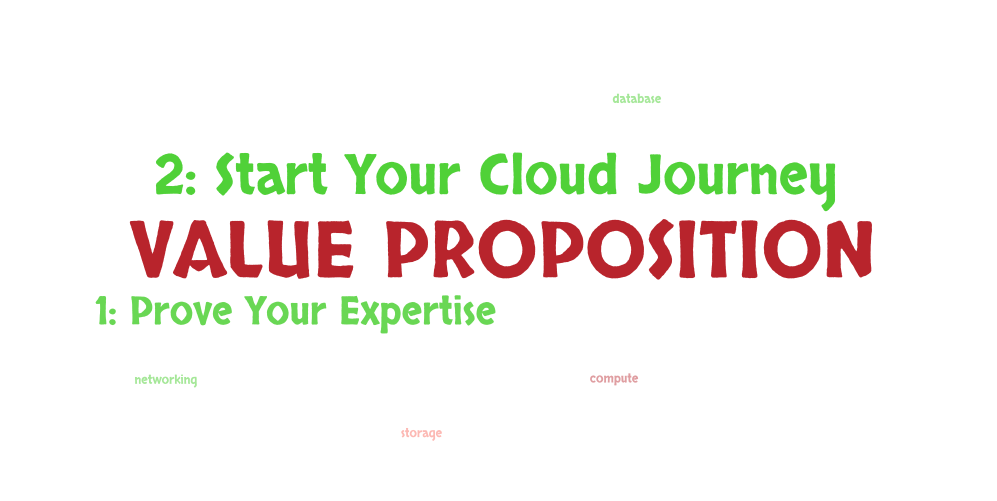 database
2: Start Your Cloud Journey
VALUE PROPOSITION
1: Prove Your Expertise
networking
compute
storage